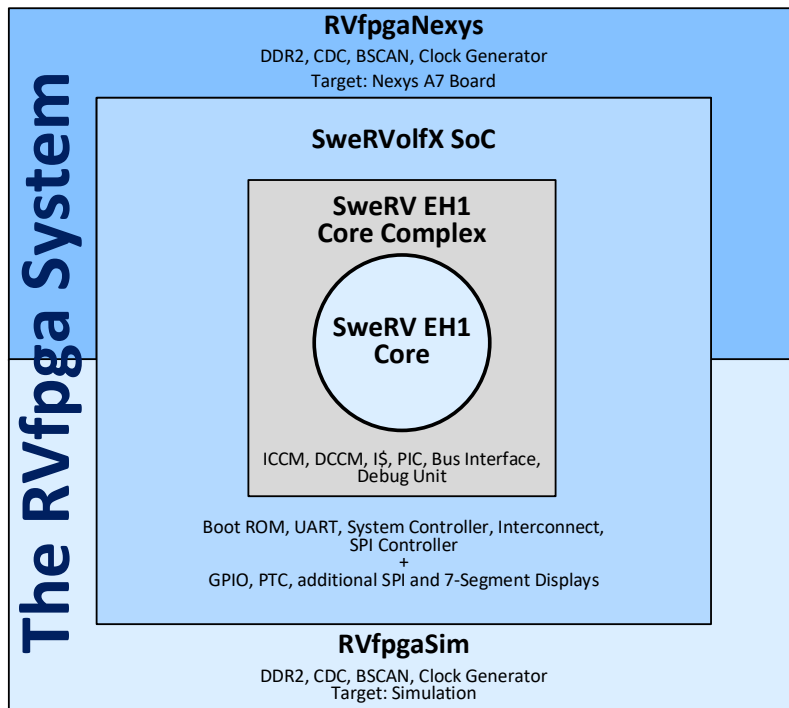 The RVfpga System
RVfpgaNexys
DDR2, CDC, BSCAN, Clock Generator
Target: Nexys A7 Board
SweRVolfX SoC
SweRV EH1
Core Complex
SweRV EH1
Core
ICCM, DCCM, I$, PIC, Bus Interface,
Debug Unit
Boot ROM, UART, System Controller, Interconnect,
SPI Controller
+
GPIO, PTC, additional SPI and 7-Segment Displays
RVfpgaSim
DDR2, CDC, BSCAN, Clock Generator
Target: Simulation